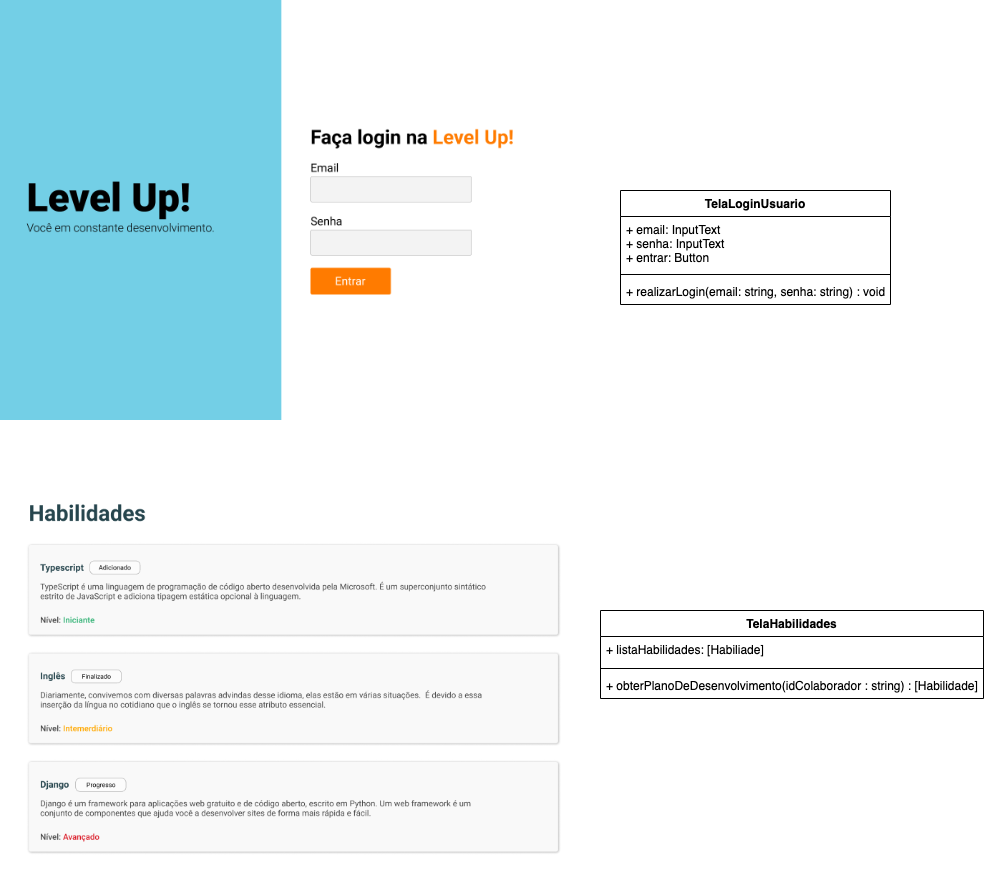 Level Up!
Você em constante desenvolvimento.
Faça login na Level Up!
Email
Senha
Entrar
TelaLoginUsuario
+ email: InputText
+ senha: InputText
+ entrar: Button
+ realizarLogin(email: string, senha: string) : void
Habilidades
Typescript Adicionado
TypeScript é uma linguagem de programação de código aberto desenvolvida pela Microsoft. É um superconjunto sintático
estrito de JavaScript e adiciona tipagem estática opcional à linguagem.
Nível: Iniciante
Inglês Finalizado
Diariamente, convivemos com diversas palavras advindas desse idioma, elas estão em várias situações. É devido a essa
inserção da língua no cotidiano que o inglês se tornou esse atributo essencial.
Nível: Intemerdiário
Django Progresso
Django é um framework para aplicações web gratuito e de código aberto, escrito em Python. Um web framework é um
conjunto de componentes que ajuda você a desenvolver sites de forma mais rápida e fácil.
Nível: Avançado
TelaHabilidades
+ listaHabilidades: [Habiliade]
+ obterPlanoDeDesenvolvimento(idColaborador : string) : [Habilidade]